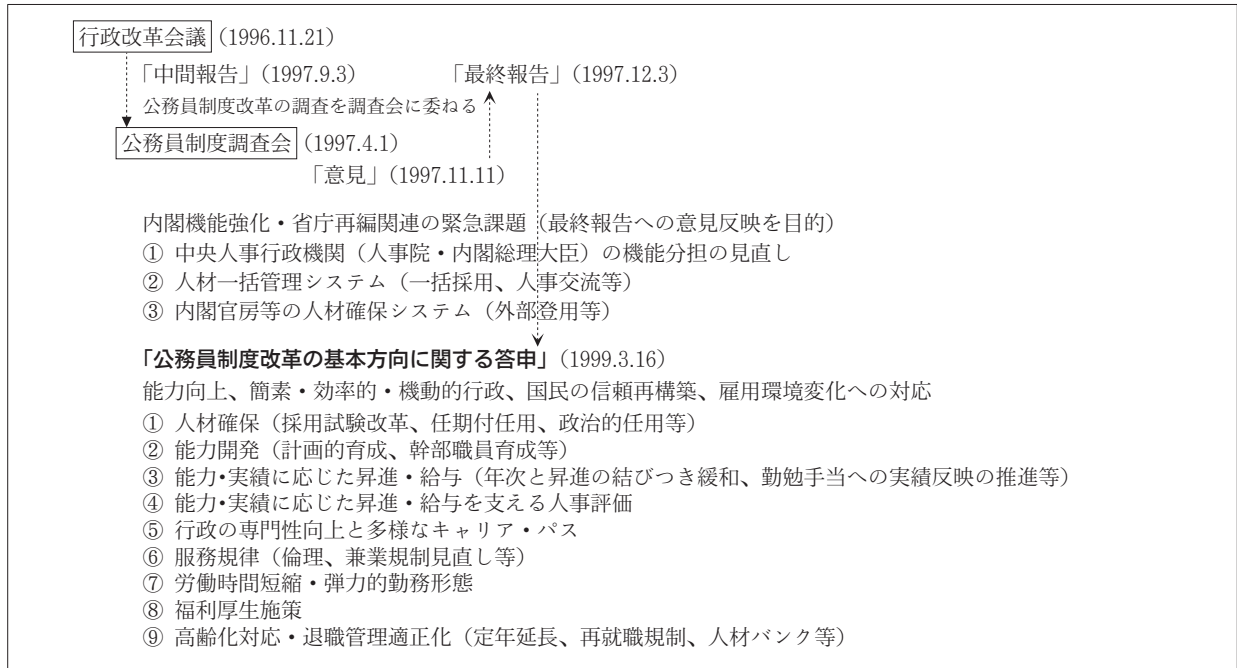 行政改革会議 (1996.11.21)
「中間報告」(1997.9.3) 「最終報告」(1997.12.3)
公務員制度改革の調査を調査会に委ねる
公務員制度調査会 (1997.4.1)
「意見」(1997.11.11)
内閣機能強化・省庁再編関連の緊急課題（最終報告への意見反映を目的）
① 中央人事行政機関（人事院・内閣総理大臣）の機能分担の見直し
② 人材一括管理システム（一括採用、人事交流等）
③ 内閣官房等の人材確保システム（外部登用等）
「公務員制度改革の基本方向に関する答申」(1999.3.16)
能力向上、簡素・効率的・機動的行政、国民の信頼再構築、雇用環境変化への対応
① 人材確保（採用試験改革、任期付任用、政治的任用等）
② 能力開発（計画的育成、幹部職員育成等）
③ 能力・実績に応じた昇進・給与（年次と昇進の結びつき緩和、勤勉手当への実績反映の推進等）
④ 能力・実績に応じた昇進・給与を支える人事評価
⑤ 行政の専門性向上と多様なキャリア・パス
⑥ 服務規律（倫理、兼業規制見直し等）
⑦ 労働時間短縮・弾力的勤務形態
⑧ 福利厚生施策
⑨ 高齢化対応・退職管理適正化（定年延長、再就職規制、人材バンク等）